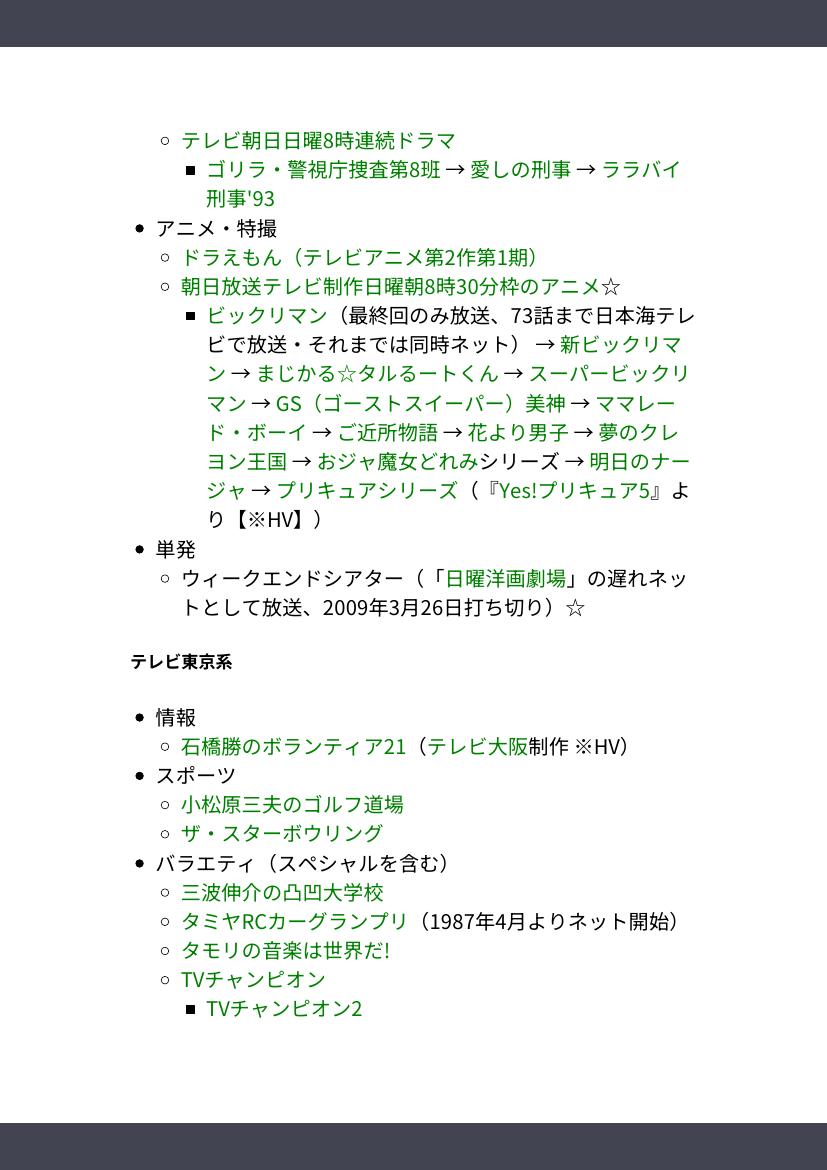 テレビ朝日日曜8時連続ドラマ
ゴリラ・警視庁捜査第8班 → 愛しの刑事 → ララバイ
刑事'93
アニメ・特撮
ドラえもん（テレビアニメ第2作第1期）
朝日放送テレビ制作日曜朝8時30分枠のアニメ☆
ビックリマン（最終回のみ放送、73話まで日本海テレ
ビで放送・それまでは同時ネット） → 新ビックリマ
ン → まじかる☆タルるートくん → スーパービックリ
マン → GS（ゴーストスイーパー）美神 → ママレー
ド・ボーイ → ご近所物語 → 花より男子 → 夢のクレ
ヨン王国 → おジャ魔女どれみシリーズ → 明日のナー
ジャ → プリキュアシリーズ（『Yes!プリキュア5』よ
り【※HV】）
単発
ウィークエンドシアター（「日曜洋画劇場」の遅れネッ
トとして放送、2009年3月26日打ち切り）☆
テレビ東京系
情報
石橋勝のボランティア21（テレビ大阪制作 ※HV）
スポーツ
小松原三夫のゴルフ道場
ザ・スターボウリング
バラエティ（スペシャルを含む）
三波伸介の凸凹大学校
タミヤRCカーグランプリ（1987年4月よりネット開始）
タモリの音楽は世界だ!
TVチャンピオン
TVチャンピオン2